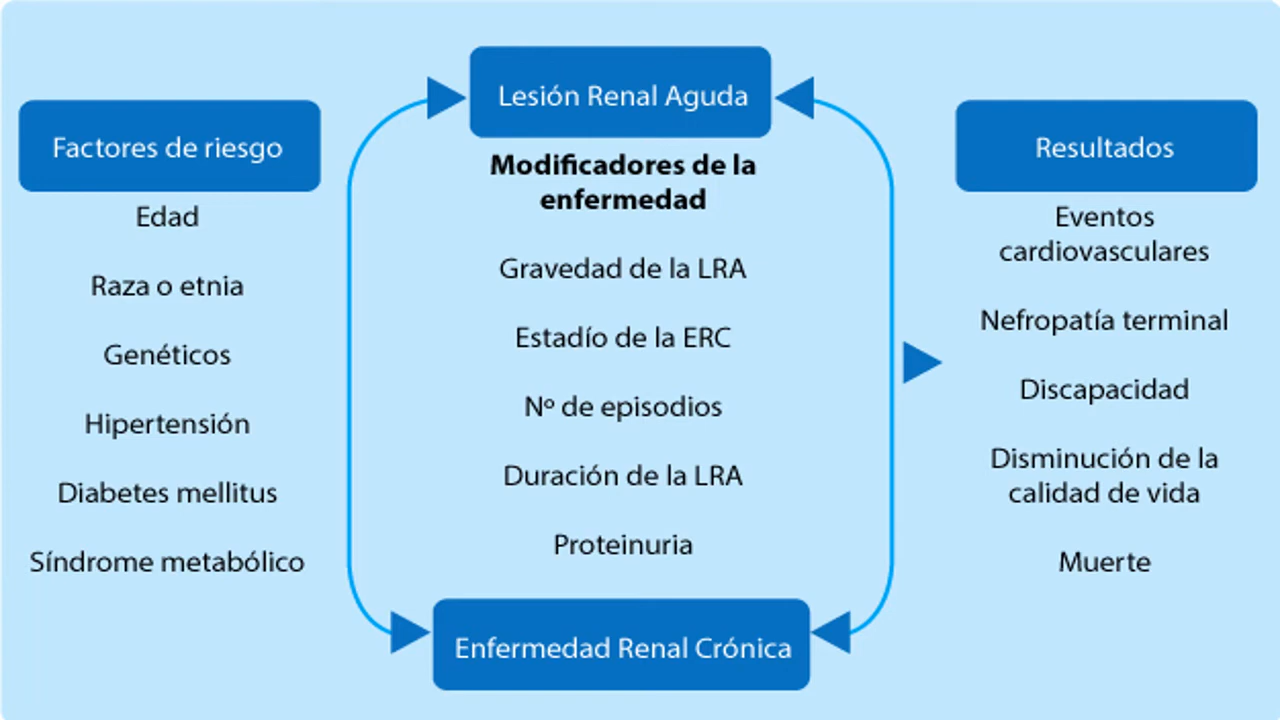 Factores de riesgo
Edad
Raza o etnia
Genéticos
Hipertensión
Diabetes mellitus
Síndrome metabólico
Lesión Renal Aguda
Modificadores de la
enfermedad
Gravedad de la LRA
Estadío de la ERC
Nº de episodios
Duración de la LRA
Proteinuria
Enfermedad Renal Crónica
Resultados
Eventos
cardiovasculares
Nefropatía terminal
Discapacidad
Disminución de la
calidad de vida
Muerte